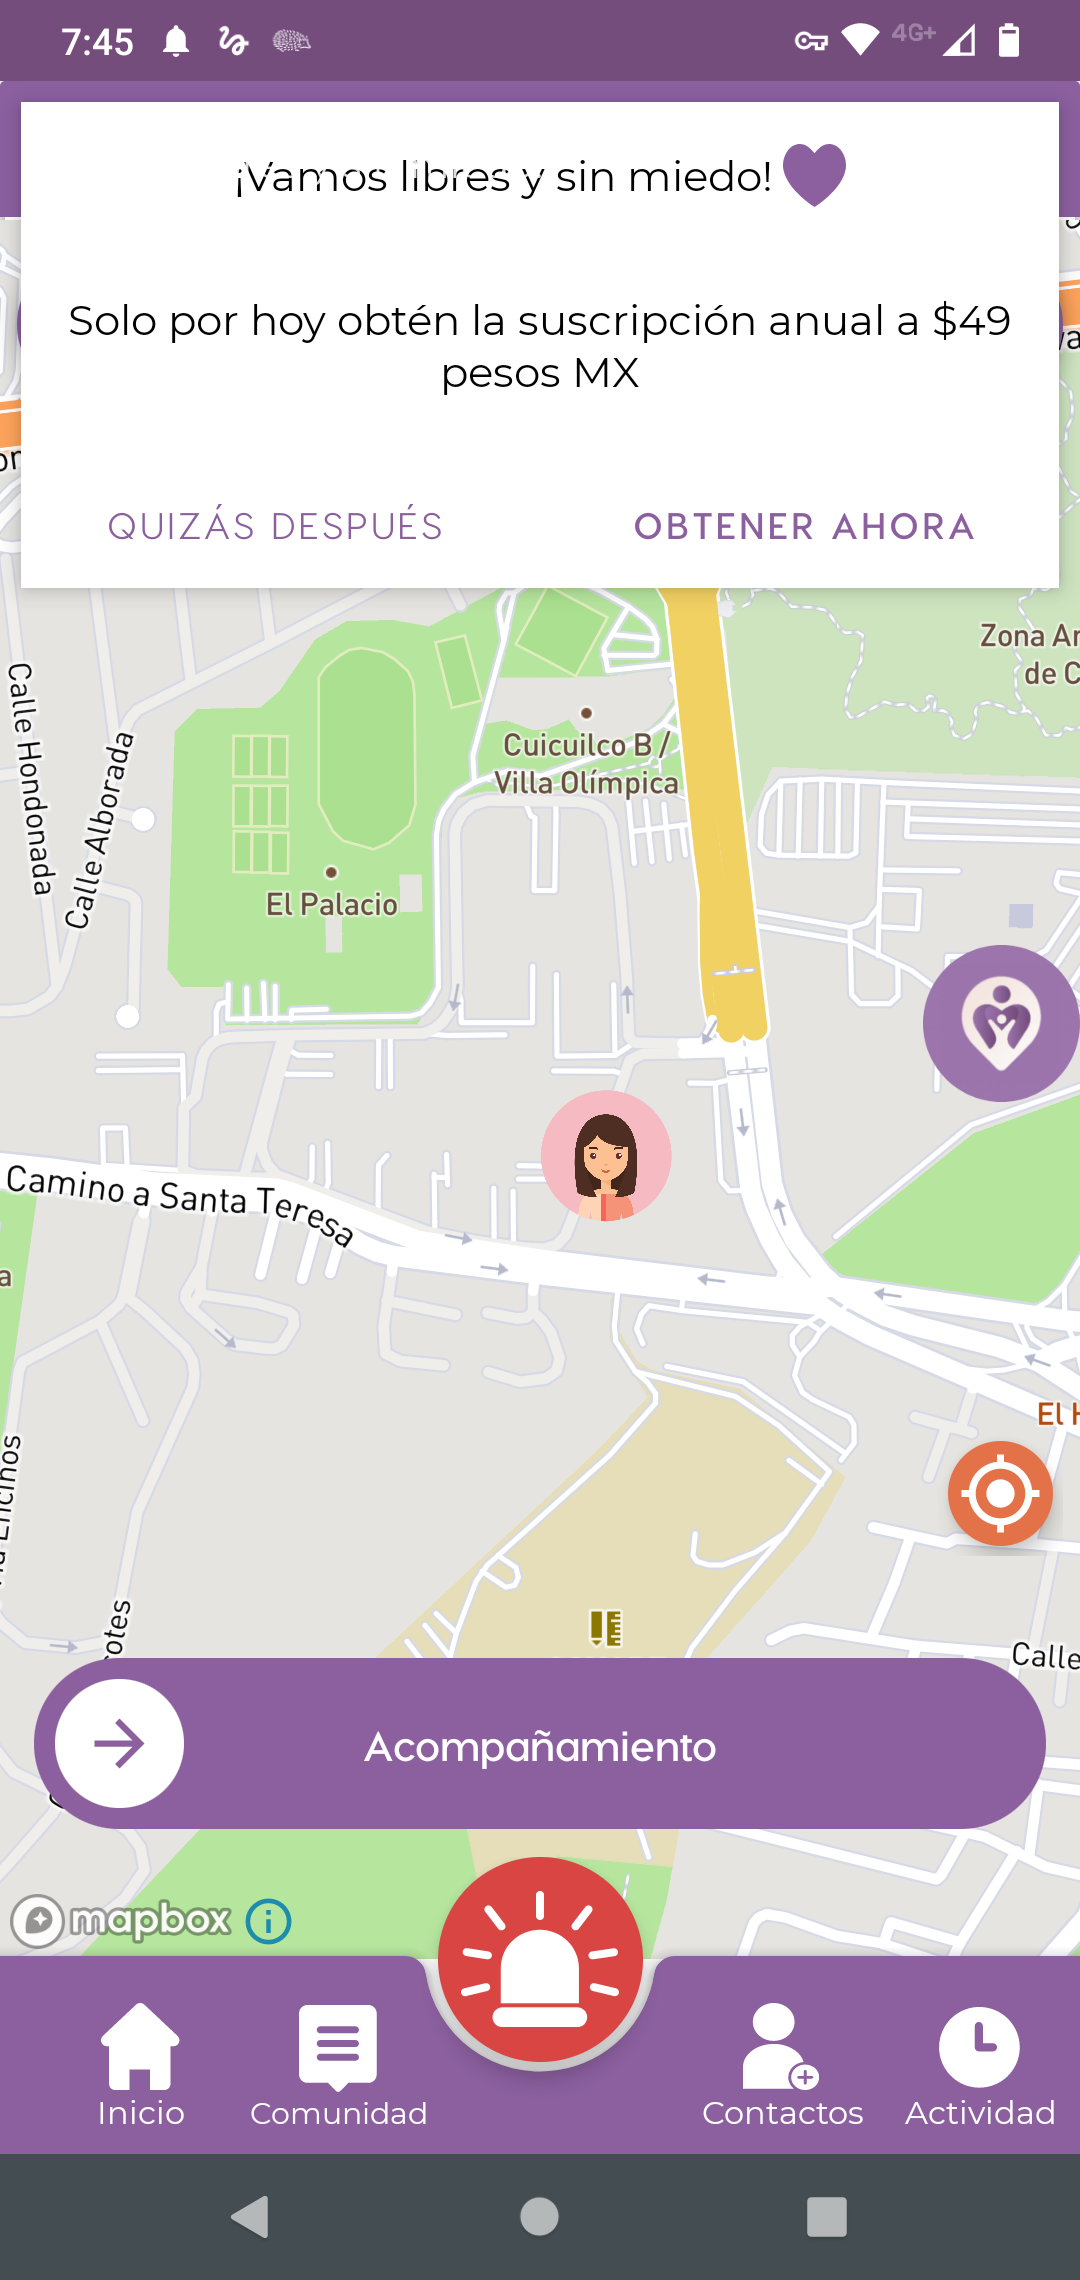 7:45
4G+
¡Vamos libres y sin miedo!
Solo por hoy obtén la suscripción anual a $49
pesos MX
QUIZÁS DESPUÉS
OBTENER AHORA
Zona Ar
de C
Calle Hondonada
Calle Alborada
Cuicuilco B /
Villa Olímpica
El Palacio
Camino a Santa Teresa
a
El H
Encinos
otes
Calle
Acompañamiento
mapbox
Inicio
Comunidad
Contactos
Actividad